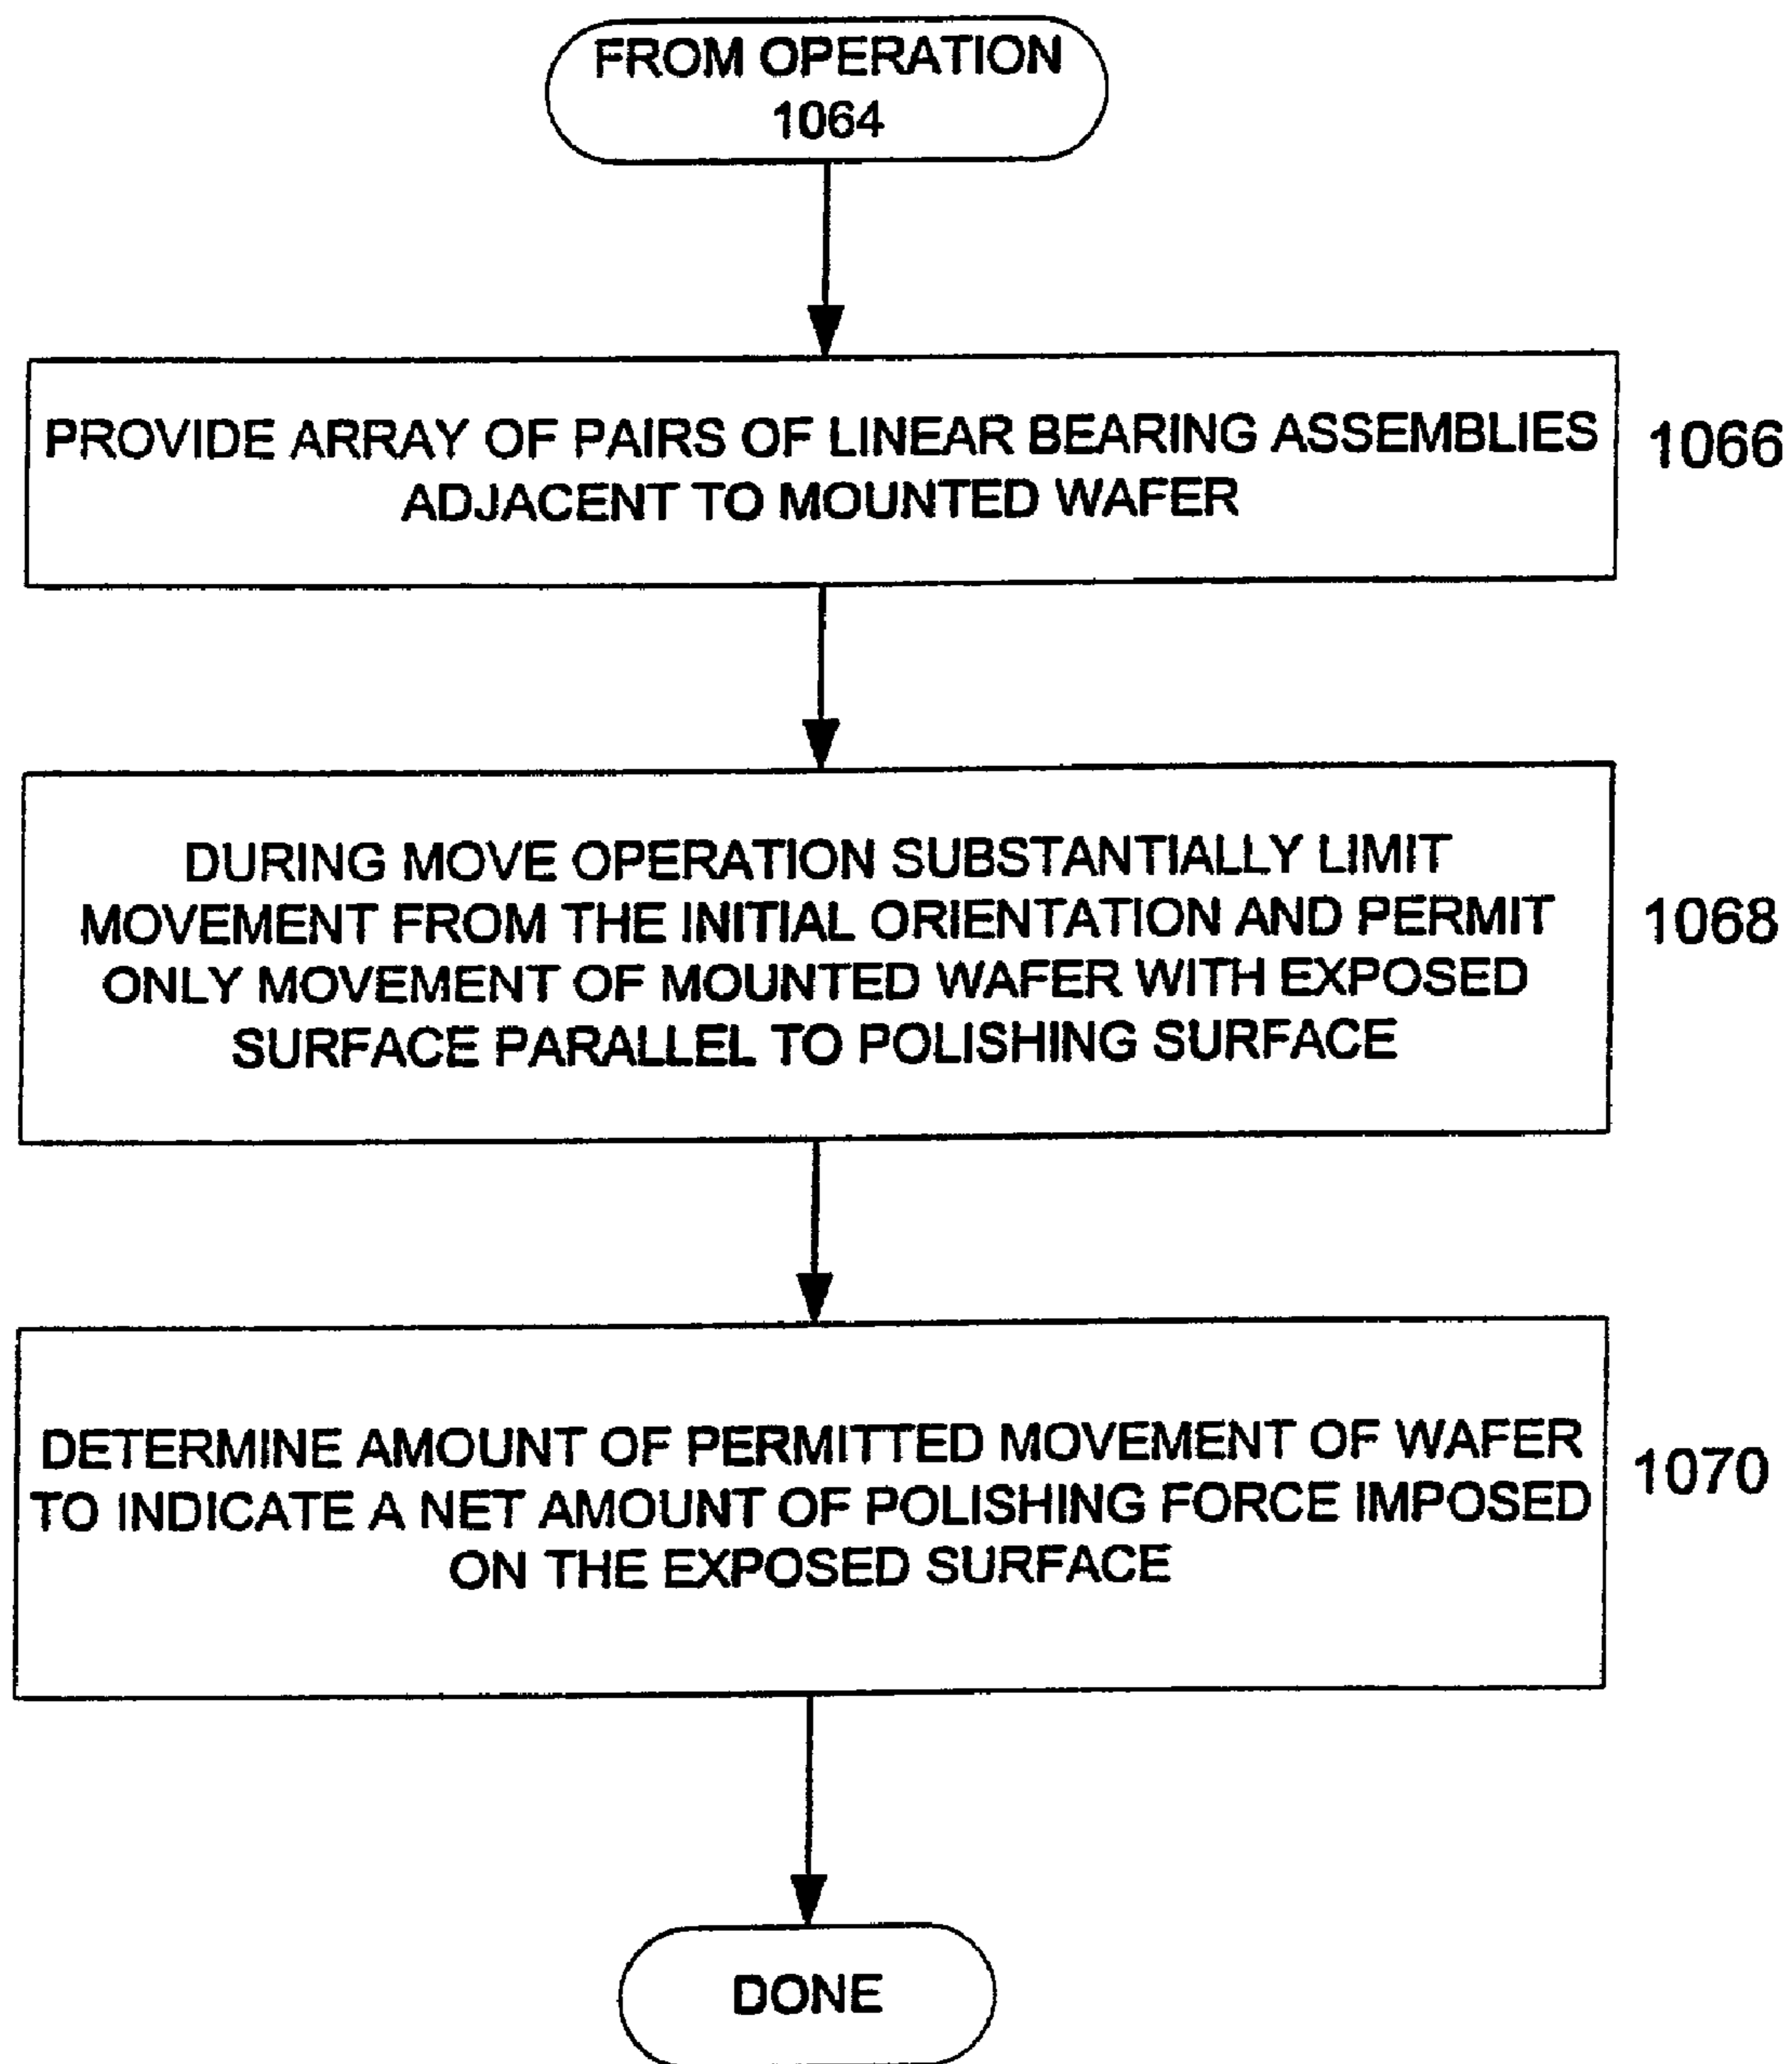 FROM OPERATION
1064
PROVIDE ARRAY OF PAIRS OF LINEAR BEARING ASSEMBLIES
ADJACENT TO MOUNTED WAFER
1066
DURING MOVE OPERATION SUBSTANTIALLY LIMIT
MOVEMENT FROM THE INITIAL ORIENTATION AND PERMIT
ONLY MOVEMENT OF MOUNTED WAFER WITH EXPOSED
SURFACE PARALLEL TO POLISHING SURFACE
1068
DETERMINE AMOUNT OF PERMITTED MOVEMENT OF WAFER
TO INDICATE A NET AMOUNT OF POLISHING FORCE IMPOSED
ON THE EXPOSED SURFACE
1070
DONE